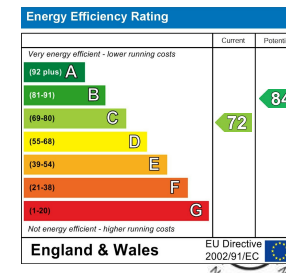 Energy Efficiency Rating
Current Potenti
Very energy efficient - lower running costs
(92 plus) A
(81-91) B 84
(69-80) C 72
(55-68) D
(39-54) E
(21-38) F
(1-20) G
Not energy efficient - higher running costs
England & Wales
EU Directive
2002/91/EC